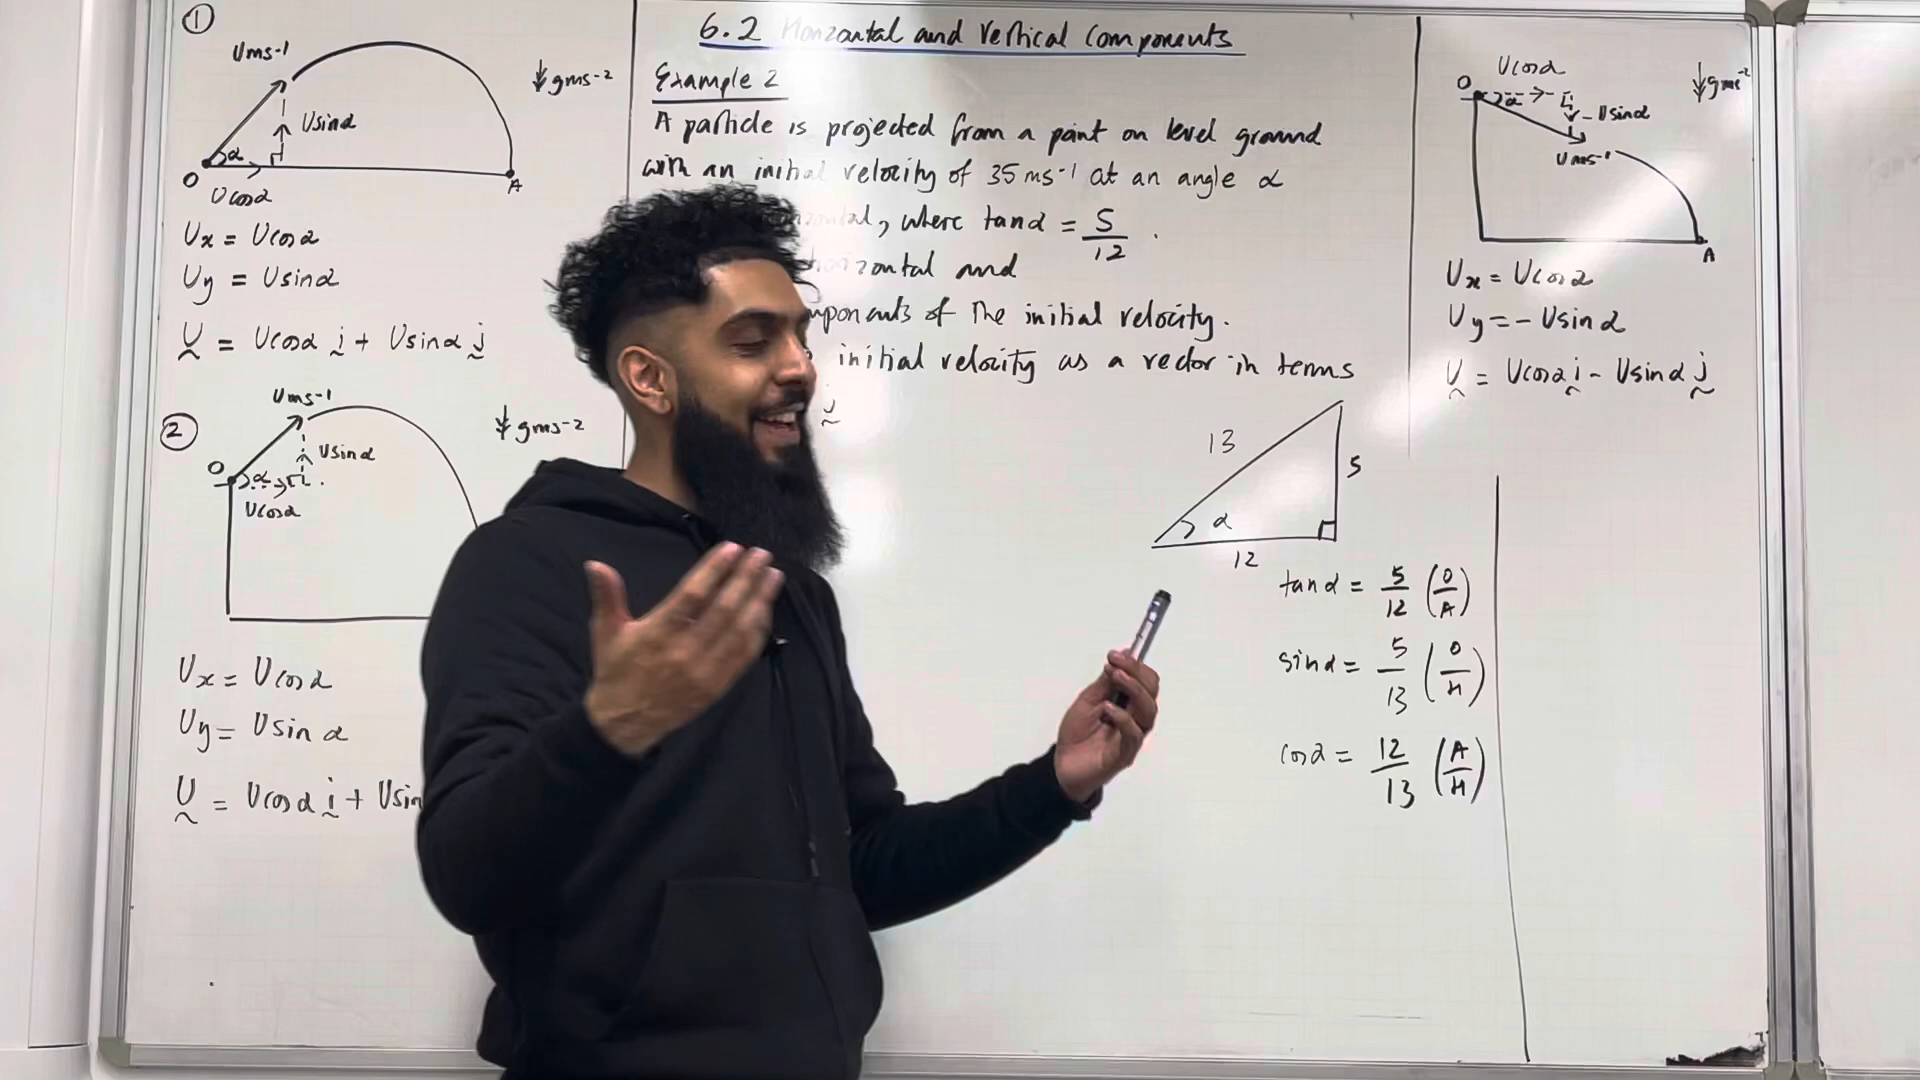 6.2 Horizontal and Vertical Components
①
Ums-1
gms-2
Usinα
α
O
Ucosα
A
Ux = Ucosα
Uy = Usinα
U = Ucosα i + Usinα j
②
Ums-1
gms-2
Usinα
O
α
Ucosα
Ux = Ucosα
Uy = Usinα
U = Ucosα i + Usin
Example 2
A particle is projected from a point on level ground
with an initial velocity of 35 ms-1 at an angle α
where tanα = 5/12 .
horizontal and
of the initial velocity.
initial velocity as a vector in terms
j
13
5
α
12
tanα = 5/12 (O/A)
sinα = 5/13 (O/H)
cosα = 12/13 (A/H)
Ucosα
gms-2
O
α
-Usinα
Ums-1
A
Ux = Ucosα
Uy = -Usinα
U = Ucosα i - Usinα j